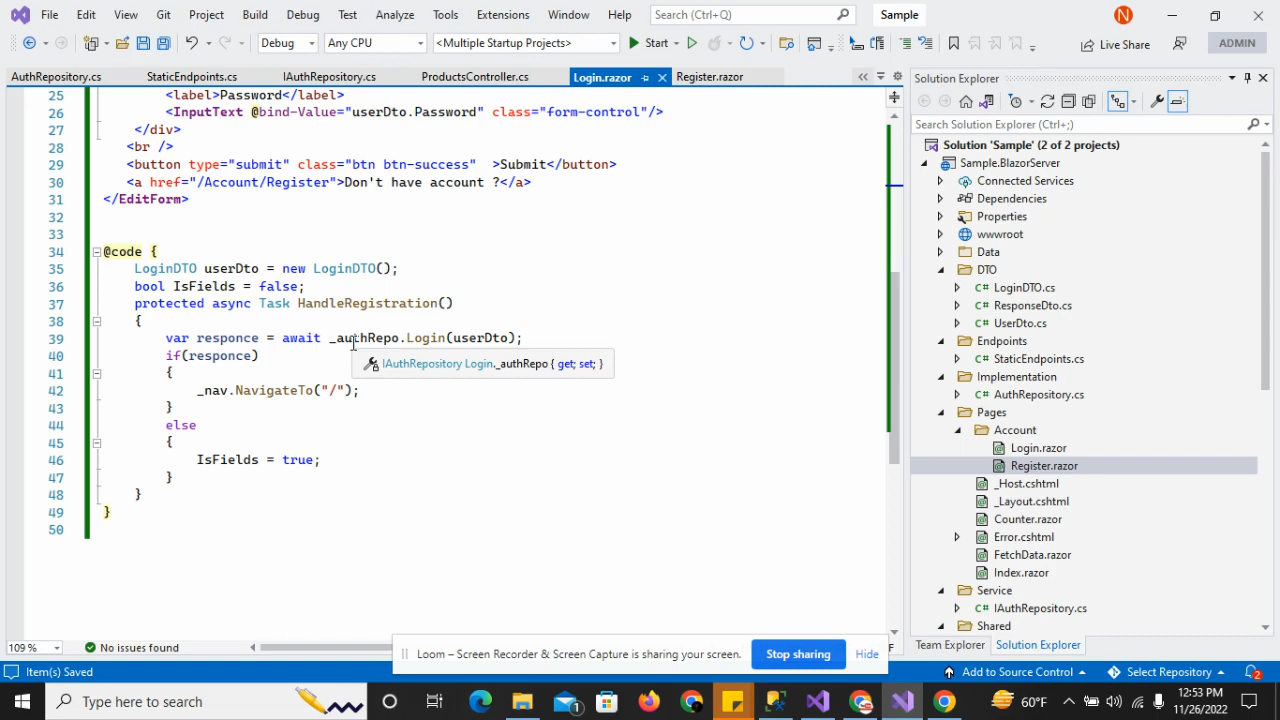 File Edit View Git Project Build Debug Test Analyze Tools Extensions Window Help Search (Ctrl+Q) Sample N
Debug Any CPU <Multiple Startup Projects> Start Live Share ADMIN
AuthRepository.cs StaticEndpoints.cs IAuthRepository.cs ProductsController.cs Login.razor Register.razor
25 <label>Password</label>
26 <InputText @bind-Value="userDto.Password" class="form-control"/>
27 </div>
28 <br />
29 <button type="submit" class="btn btn-success" >Submit</button>
30 <a href="/Account/Register">Don't have account ?</a>
31 </EditForm>
32
33
34 @code {
35 LoginDTO userDto = new LoginDTO();
36 bool IsFields = false;
37 protected async Task HandleRegistration()
38 {
39 var responce = await _authRepo.Login(userDto);
40 if(responce)
IAuthRepository Login._authRepo { get; set; }
41 {
42 _nav.NavigateTo("/");
43 }
44 else
45 {
46 IsFields = true;
47 }
48 }
49 }
50
109 % No issues found
Solution Explorer
Search Solution Explorer (Ctrl+;)
Solution 'Sample' (2 of 2 projects)
Sample.BlazorServer
Connected Services
Dependencies
Properties
wwwroot
Data
DTO
LoginDTO.cs
ResponseDto.cs
UserDto.cs
Endpoints
StaticEndpoints.cs
Implementation
AuthRepository.cs
Pages
Account
Login.razor
Register.razor
_Host.cshtml
_Layout.cshtml
Counter.razor
Error.cshtml
FetchData.razor
Index.razor
Service
IAuthRepository.cs
Shared
Team Explorer Solution Explorer
Loom – Screen Recorder & Screen Capture is sharing your screen. Stop sharing Hide
Item(s) Saved Add to Source Control Select Repository 2
Type here to search 1 60°F 12:53 PM
11/26/2022